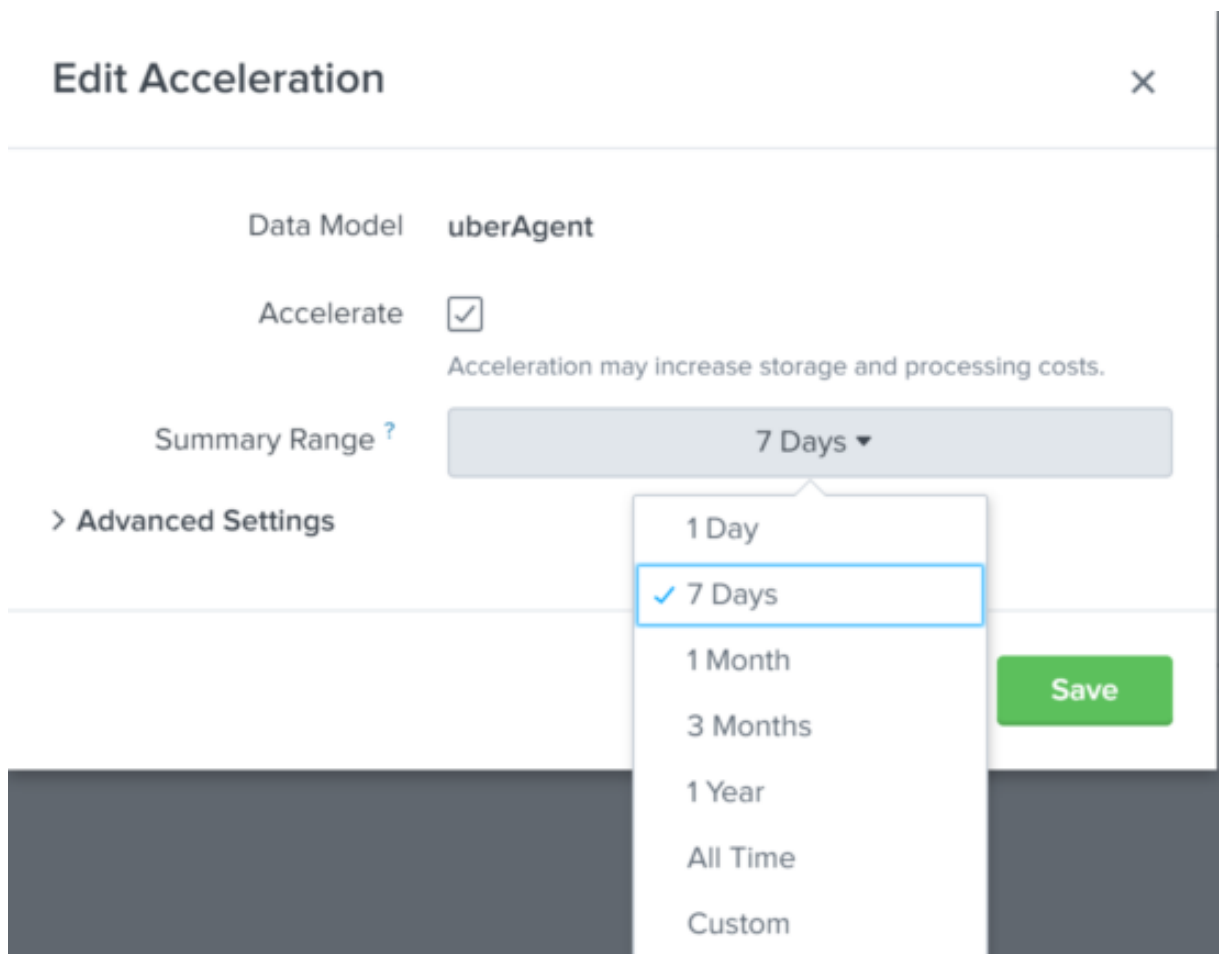 Edit Acceleration
Data Model uberAgent
Accelerate
Acceleration may increase storage and processing costs.
Summary Range ? 7 Days
Advanced Settings
1 Day
7 Days
1 Month
Save
3 Months
1 Year
All Time
Custom